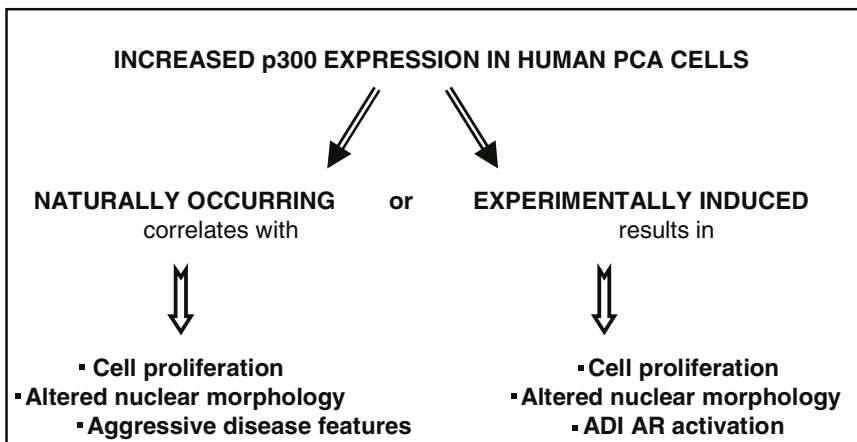 INCREASED p300 EXPRESSION IN HUMAN PCA CELLS
NATURALLY OCCURRING or EXPERIMENTALLY INDUCED
correlates with results in
▪ Cell proliferation
▪ Altered nuclear morphology
▪ Aggressive disease features
▪ Cell proliferation
▪ Altered nuclear morphology
▪ ADI AR activation